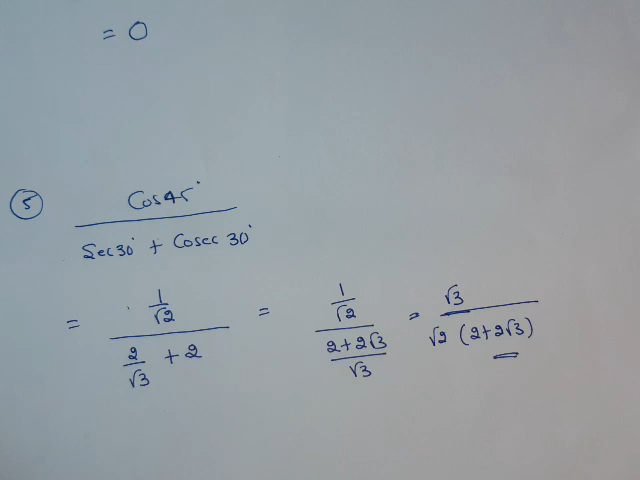 = 0
(5) Cos45°
Sec30° + Cosec 30°
= 1/√2 / (2/√3 + 2) = 1/√2 / ((2+2√3)/√3) = √3 / (√2 (2+2√3))